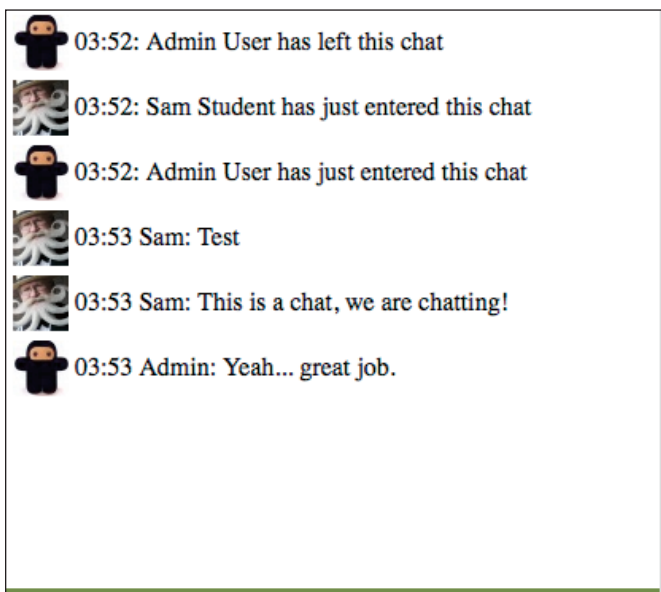 03:52: Admin User has left this chat
03:52: Sam Student has just entered this chat
03:52: Admin User has just entered this chat
03:53 Sam: Test
03:53 Sam: This is a chat, we are chatting!
03:53 Admin: Yeah... great job.